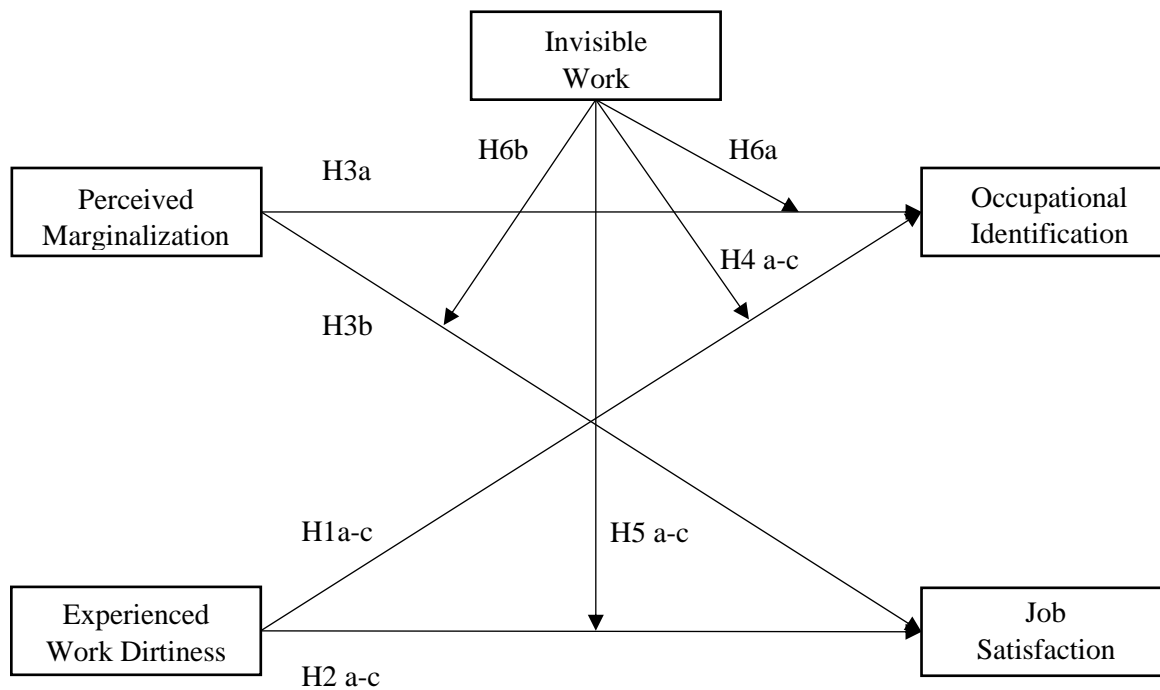 Invisible
Work
H6b
H6a
H3a
Perceived
Marginalization
Occupational
Identification
H4 a-c
H3b
H1a-c
H5 a-c
Experienced
Work Dirtiness
Job
Satisfaction
H2 a-c